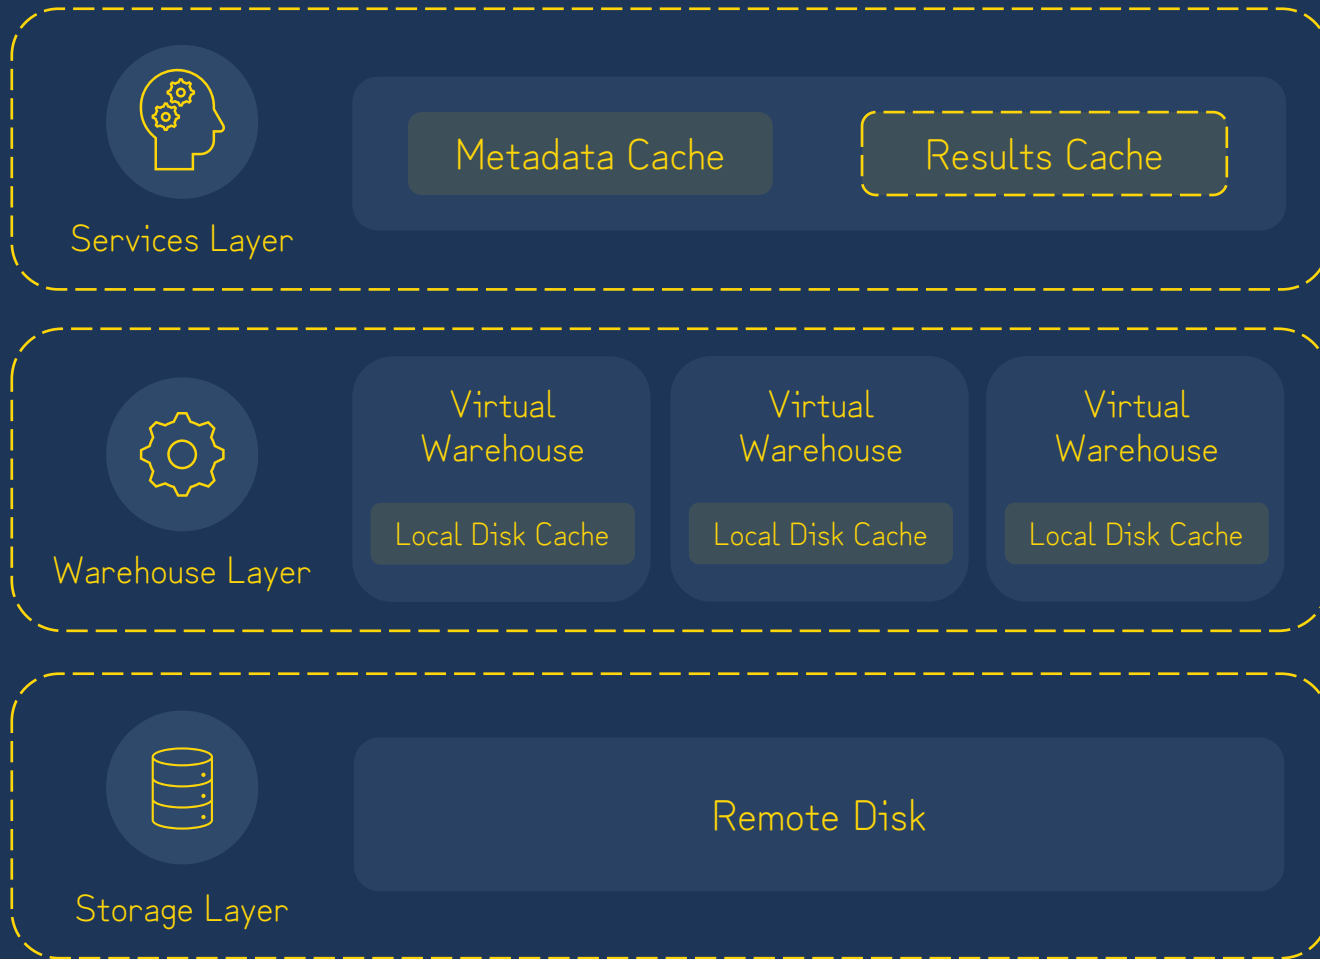 Metadata Cache
Results Cache
Services Layer
Virtual
Warehouse
Local Disk Cache
Virtual
Warehouse
Local Disk Cache
Virtual
Warehouse
Local Disk Cache
Warehouse Layer
Remote Disk
Storage Layer